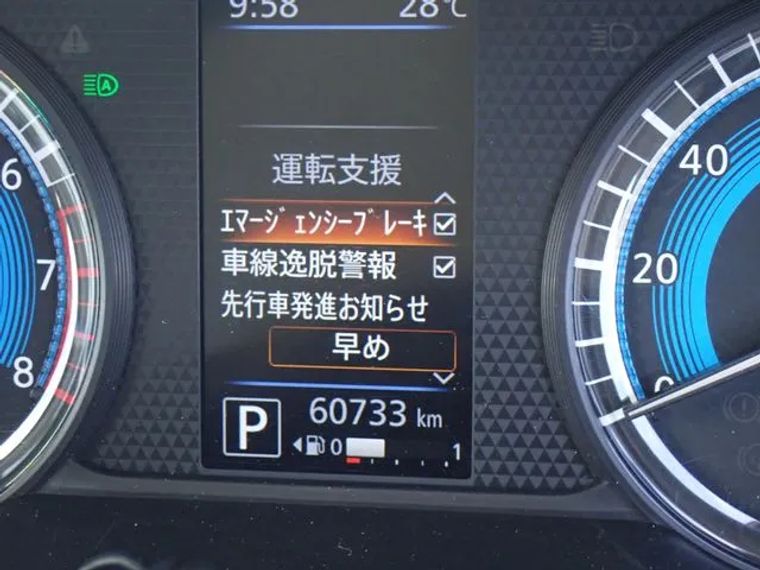 9:58 28℃
運転支援
ｴﾏｰｼﾞｪﾝｼｰﾌﾞﾚｰｷ
車線逸脱警報
先行車発進お知らせ
早め
P 60733 km
0 1
6
7
8
40
20
0
A